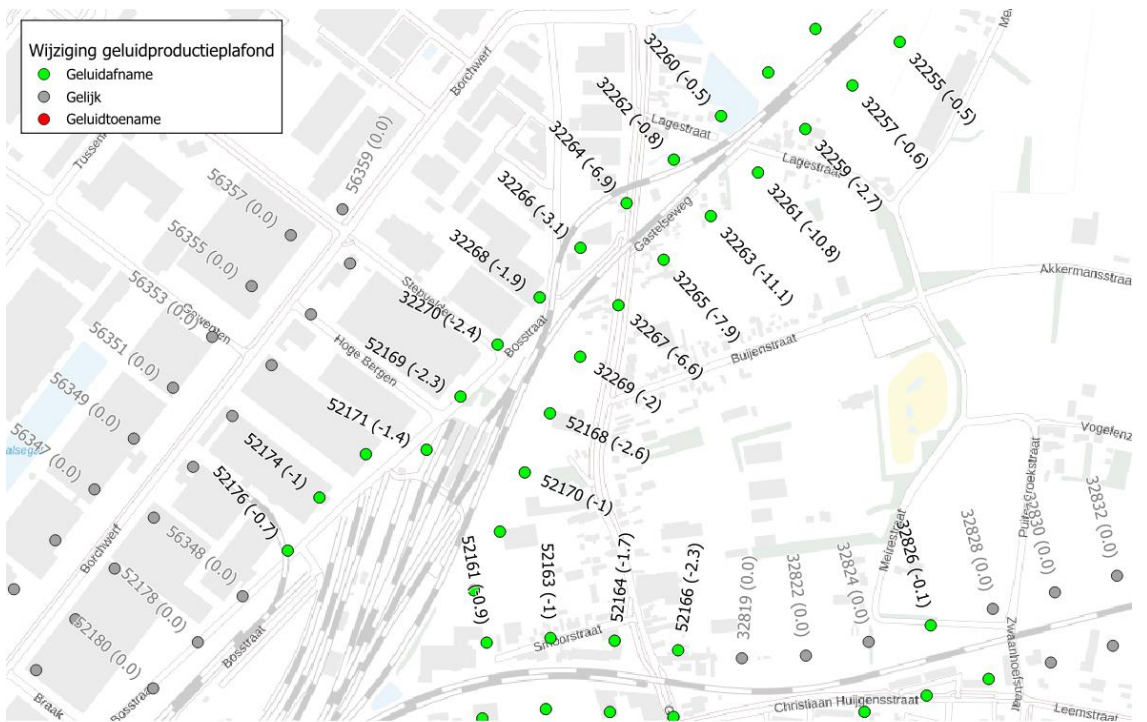 Wijziging geluidproductieplafond
Geluidafname
Gelijk
Geluidtoename
Borchwerf
32260 (-0.5)
32262 (-0.8)
32264 (-6.9)
32266 (-3.1)
32268 (-1.9)
32270 (-2.4)
52169 (-2.3)
52171 (-1.4)
52174 (-1)
52176 (-0.7)
32255 (-0.5)
32257 (-0.6)
32259 (-2.7)
32261 (-10.8)
32263 (-11.1)
32265 (-7.9)
32267 (-6.6)
32269 (-2)
52168 (-2.6)
52170 (-1)
56359 (0.0)
56357 (0.0)
56355 (0.0)
56353 (0.0)
56351 (0.0)
56349 (0.0)
56347 (0.0)
56348 (0.0)
52178 (0.0)
52180 (0.0)
52161 (-0.9)
52163 (-1)
52164 (-1.7)
52166 (-2.3)
32819 (0.0)
32822 (0.0)
32824 (0.0)
32826 (-0.1)
32828 (0.0)
32830 (0.0)
32832 (0.0)
Lagestraat
Lagestraat
Gastelseweg
Akkermansstraa
Buijenstraat
Bosstraat
Hoge Bergen
Vogelenz
Meirestraat
Zwaanhoefstraat
Christiaan Huijgensstraat
Leemstraat
Borchwerf
Bosstraat
Bosstraat
Braak